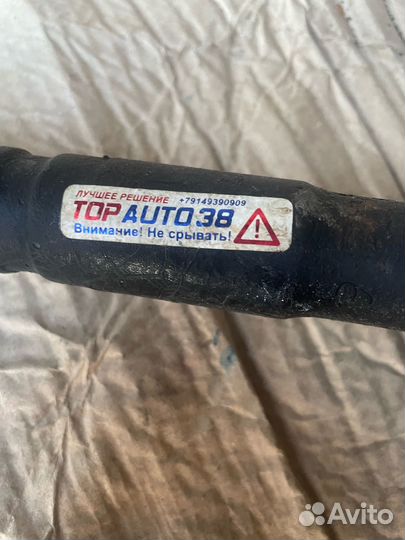 ЛУЧШЕЕ РЕШЕНИЕ +79149390909
TOP AUTO 38
Внимание! Не срывать!
Avito